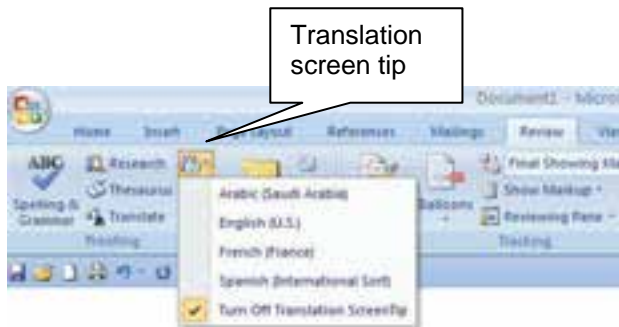 Translation
screen tip
Document1 - Micros
Home Insert Page Layout References Mailings Review View
ABC
Research
Final Showing Ma
Thesaurus
Arabic (Saudi Arabia)
Balloons
Show Markup
Spelling &
Grammar
Translate
English (U.S.)
Reviewing Pane
Proofing
French (France)
Tracking
Spanish (International Sort)
Turn Off Translation ScreenTip